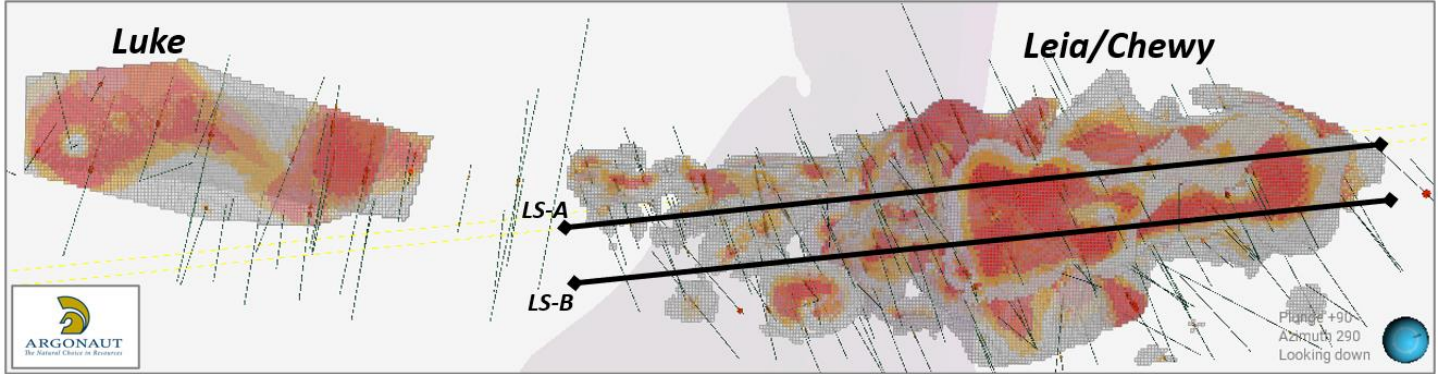 Luke
Leia/Chewy
LS-A
LS-B
ARGONAUT
The Natural Choice in Resources
Plunge +90
Azimuth 290
Looking down